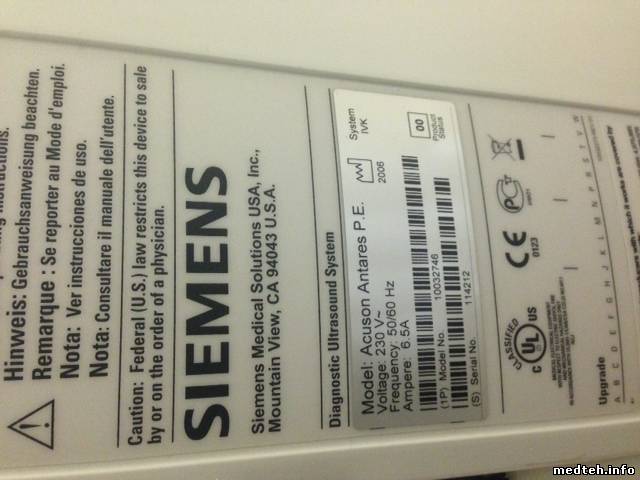 Hinweis: Gebrauchsanweisung beachten.
Remarque : Se reporter au Mode d'emploi.
Nota: Ver instrucciones de uso.
Nota: Consultare il manuale dell'utente.
Caution: Federal (U.S.) law restricts this device to sale
by or on the order of a physician.
SIEMENS
Siemens Medical Solutions USA, Inc.,
Mountain View, CA 94043 U.S.A.
Diagnostic Ultrasound System
Model: Acuson Antares P.E.
Voltage: 230 V~
Frequency: 50/60 Hz
Ampere: 6.5A
2006
System
IVK
00
Product
Status
(1P) Model No. 10032746
(S) Serial No. 114212
CLASSIFIED
C UL US
CE
0123
PCT
Upgrade
A B C D E F G H J K L M N P R S T V W
medteh.info